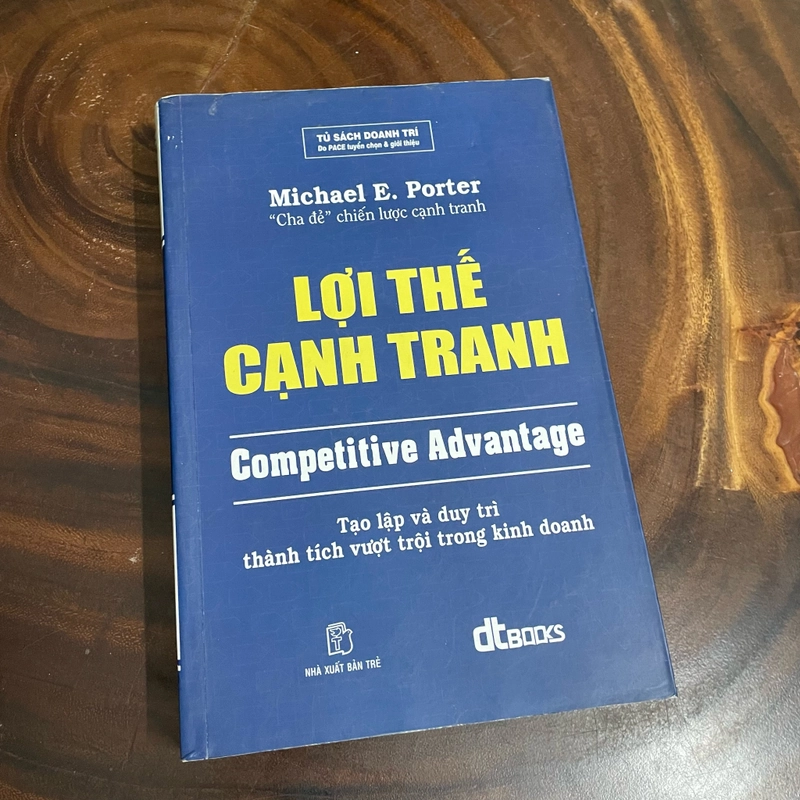 TỦ SÁCH DOANH TRÍ
Do PACE tuyển chọn & giới thiệu
Michael E. Porter
"Cha đẻ" chiến lược cạnh tranh
LỢI THẾ
CẠNH TRANH
Competitive Advantage
Tạo lập và duy trì
thành tích vượt trội trong kinh doanh
NHÀ XUẤT BẢN TRẺ
dtBOOKS